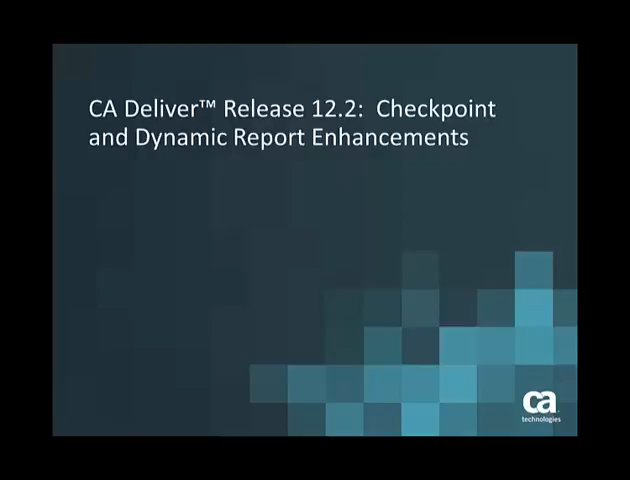 CA Deliver™ Release 12.2:  Checkpoint
and Dynamic Report Enhancements
ca
technologies